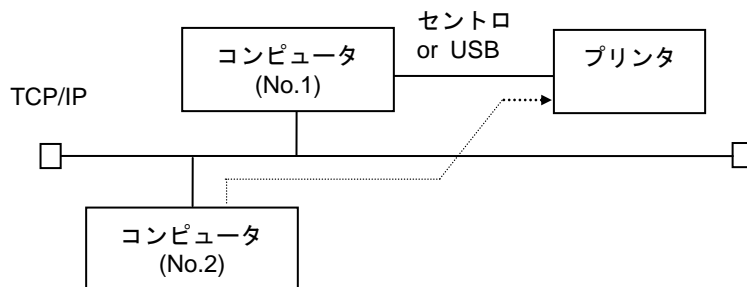 セントロ
or USB
コンピュータ
(No.1)
プリンタ
TCP/IP
コンピュータ
(No.2)